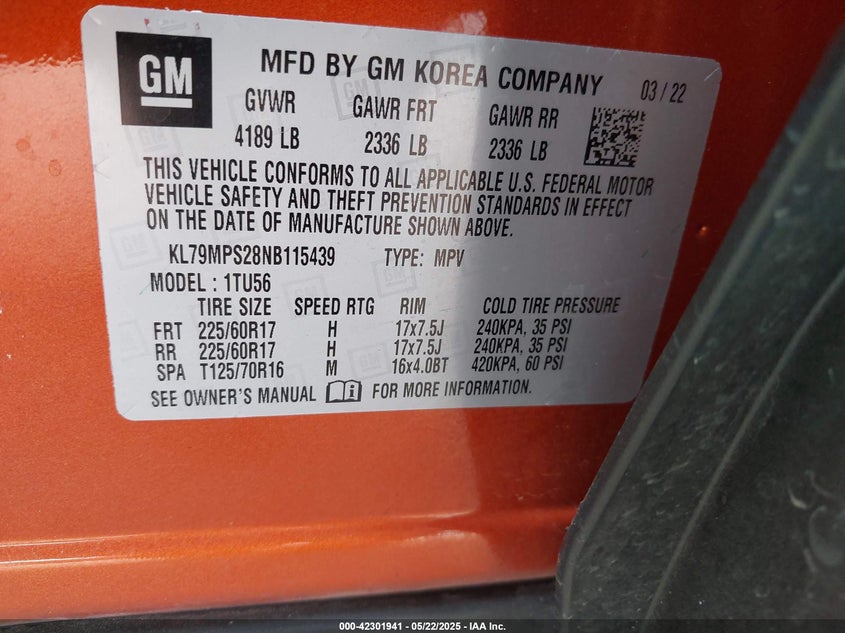 GM
MFD BY GM KOREA COMPANY 03 / 22
GVWR GAWR FRT GAWR RR
4189 LB 2336 LB 2336 LB
THIS VEHICLE CONFORMS TO ALL APPLICABLE U.S. FEDERAL MOTOR
VEHICLE SAFETY AND THEFT PREVENTION STANDARDS IN EFFECT
ON THE DATE OF MANUFACTURE SHOWN ABOVE.
KL79MPS28NB115439 TYPE: MPV
MODEL : 1TU56
TIRE SIZE SPEED RTG RIM COLD TIRE PRESSURE
FRT 225/60R17 H 17x7.5J 240KPA, 35 PSI
RR 225/60R17 H 17x7.5J 240KPA, 35 PSI
SPA T125/70R16 M 16x4.0BT 420KPA, 60 PSI
SEE OWNER'S MANUAL i FOR MORE INFORMATION.
000-42301941 - 05/22/2025 - IAA Inc.